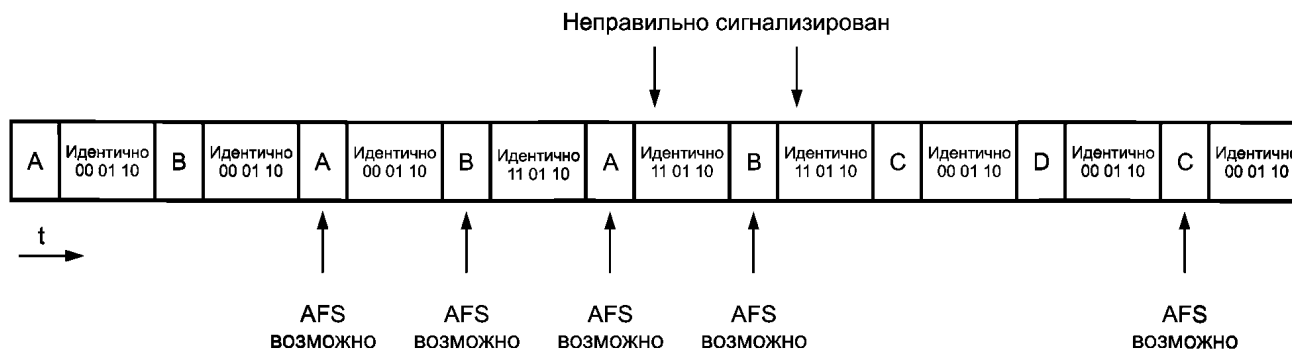 Неправильно сигнализирован
A Идентично B Идентично A Идентично B Идентично A Идентично B Идентично C Идентично D Идентично C Идентично
00 01 10 00 01 10 00 01 10 11 01 10 11 01 10 11 01 10 00 01 10 00 01 10 00 01 10
t
AFS AFS AFS AFS AFS
возможно возможно возможно возможно возможно